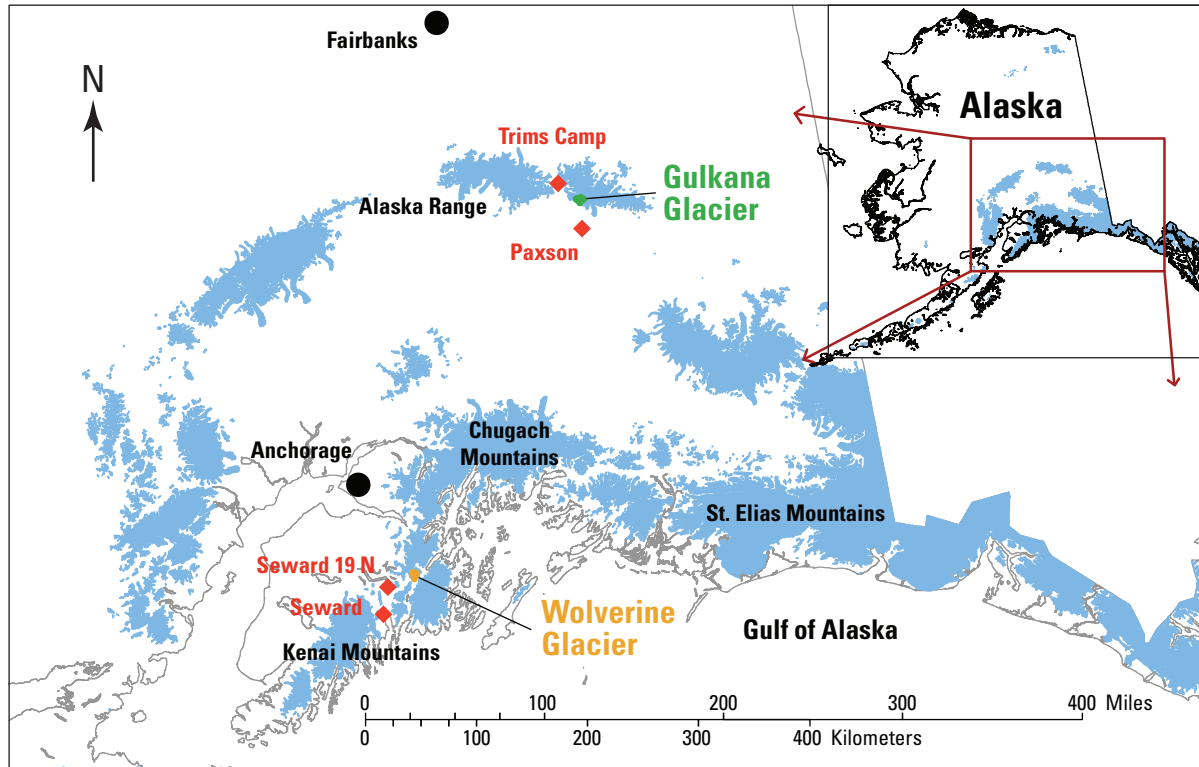 Fairbanks
N
Alaska
Trims Camp
Gulkana
Glacier
Alaska Range
Paxson
Chugach
Mountains
Anchorage
St. Elias Mountains
Seward 19 N
Seward
Wolverine
Glacier
Gulf of Alaska
Kenai Mountains
0 100 200 300 400 Miles
0 100 200 300 400 Kilometers